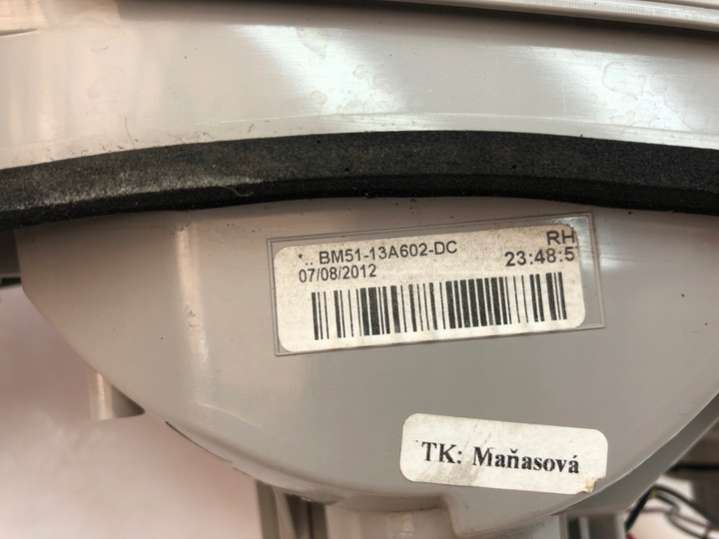 *.. BM51-13A602-DC RH
07/08/2012 23:48:5
TK: Maňasová